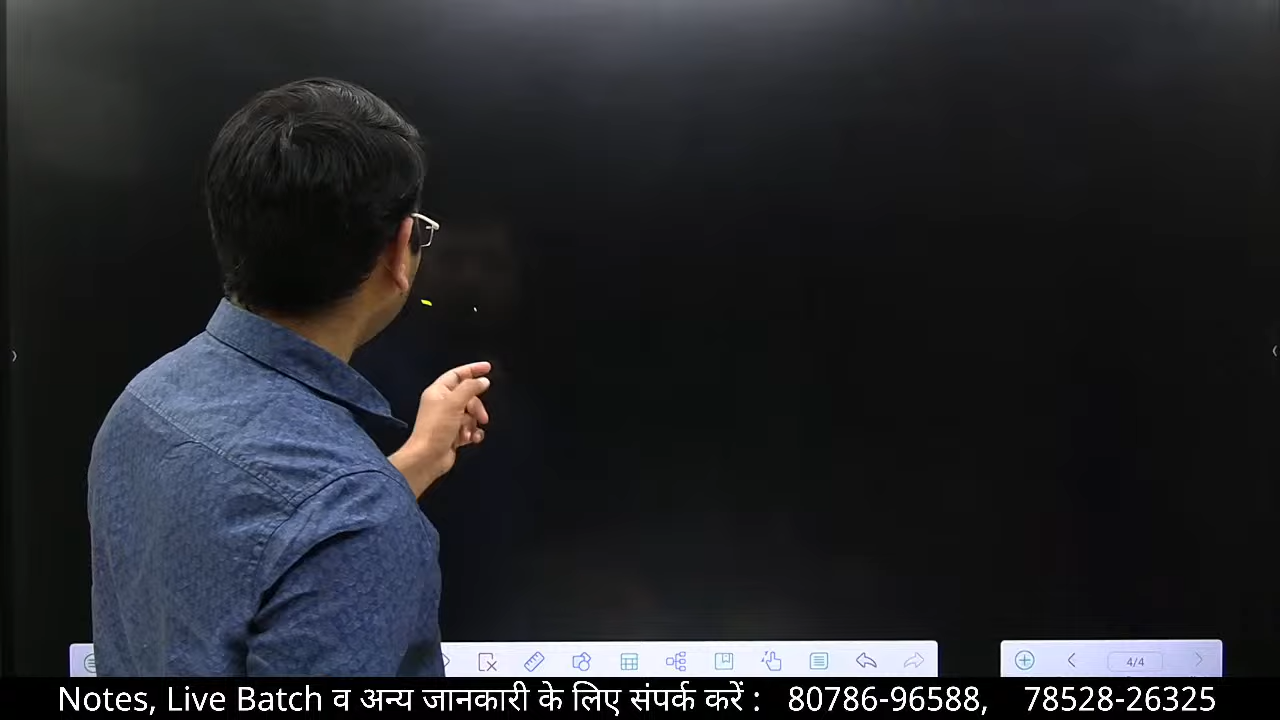 4/4
Notes, Live Batch व अन्य जानकारी के लिए संपर्क करें : 80786-96588, 78528-26325